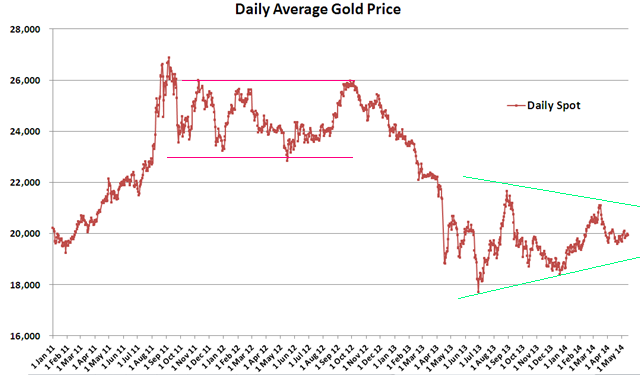 Daily Average Gold Price
28,000
26,000
24,000
22,000
20,000
18,000
16,000
Daily Spot
1 Jan 11
1 Feb 11
1 Mar 11
1 Apr 11
1 May 11
1 Jun 11
1 Jul 11
1 Aug 11
1 Sep 11
1 Oct 11
1 Nov 11
1 Dec 11
1 Jan 12
1 Feb 12
1 Mar 12
1 Apr 12
1 May 12
1 Jun 12
1 Jul 12
1 Aug 12
1 Sep 12
1 Oct 12
1 Nov 12
1 Dec 12
1 Jan 13
1 Feb 13
1 Mar 13
1 Apr 13
1 May 13
1 Jun 13
1 Jul 13
1 Aug 13
1 Sep 13
1 Oct 13
1 Nov 13
1 Dec 13
1 Jan 14
1 Feb 14
1 Mar 14
1 Apr 14
1 May 14